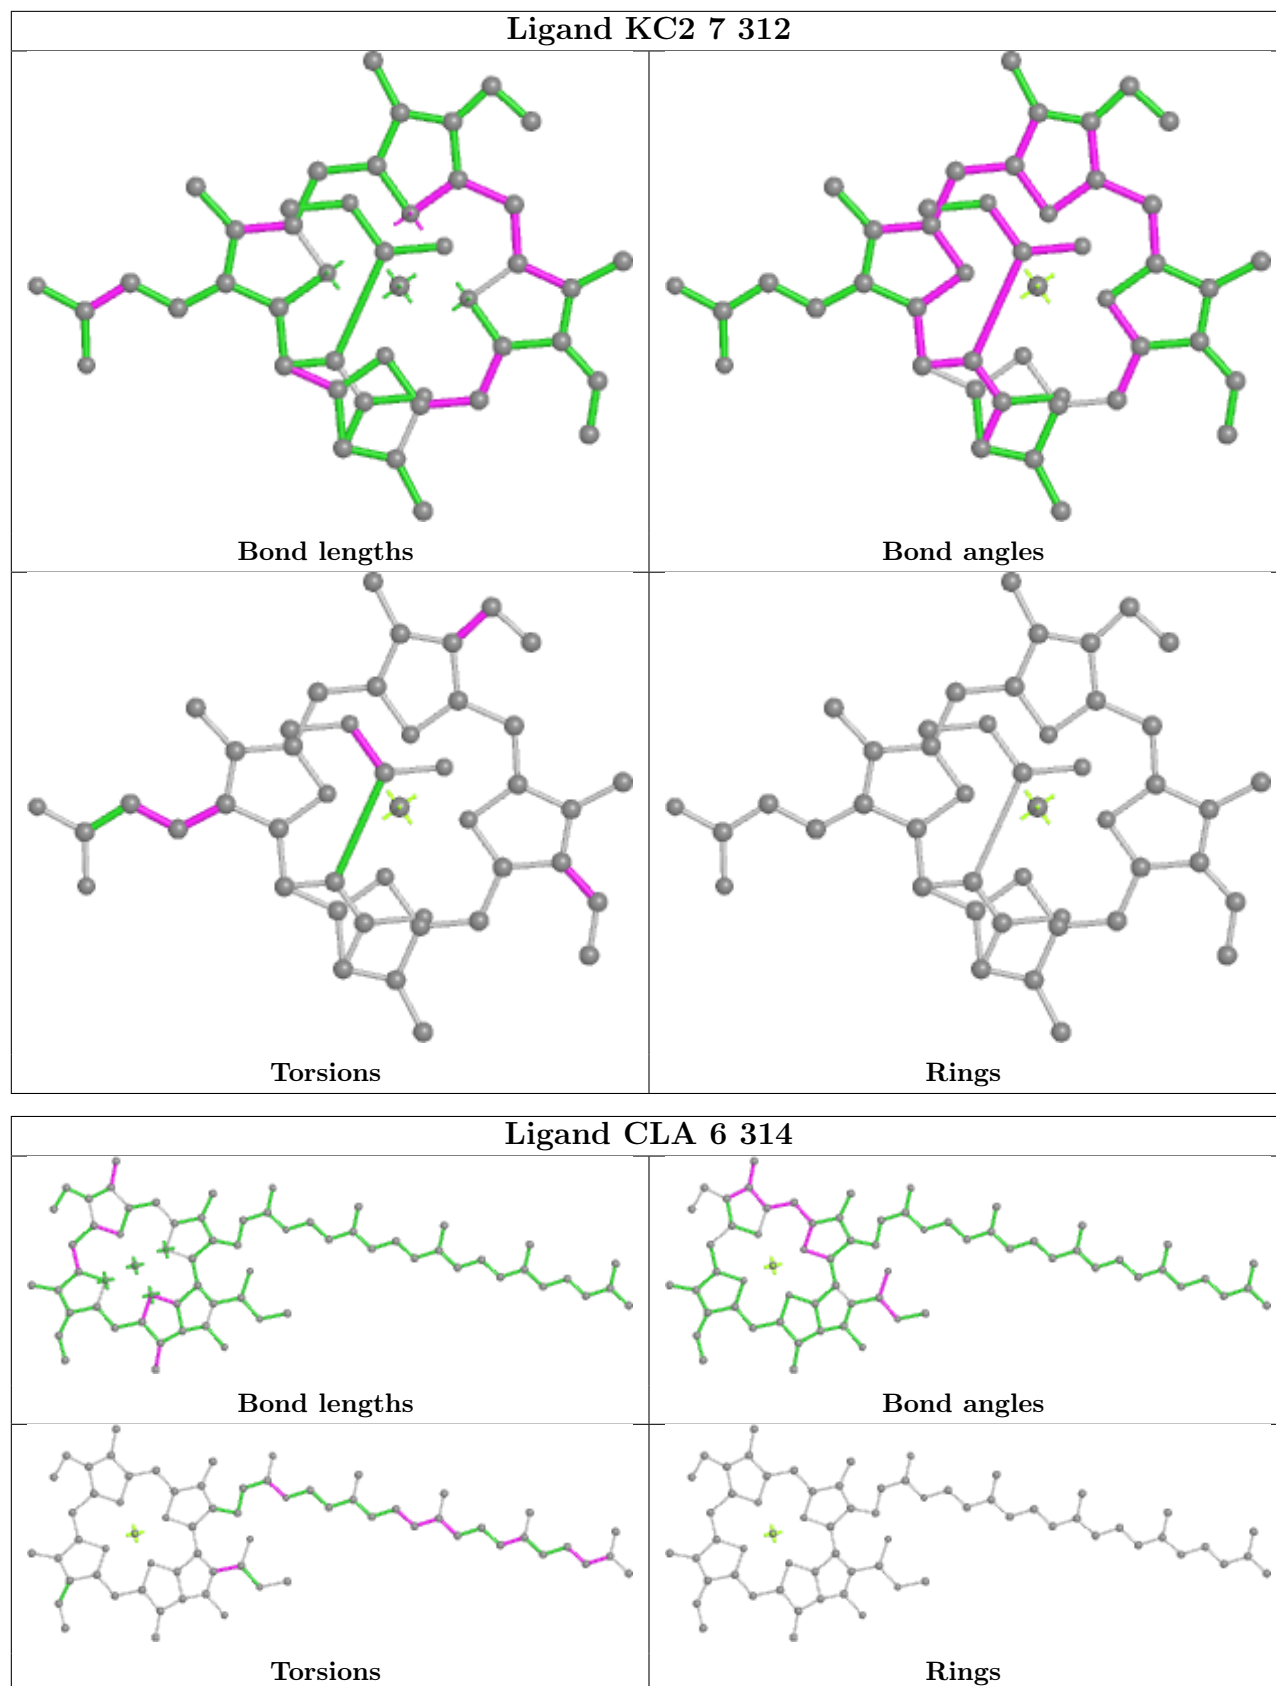 Ligand KC2 7 312
Bond lengths
Bond angles
Torsions
Rings
Ligand CLA 6 314
Bond lengths
Bond angles
Torsions
Rings